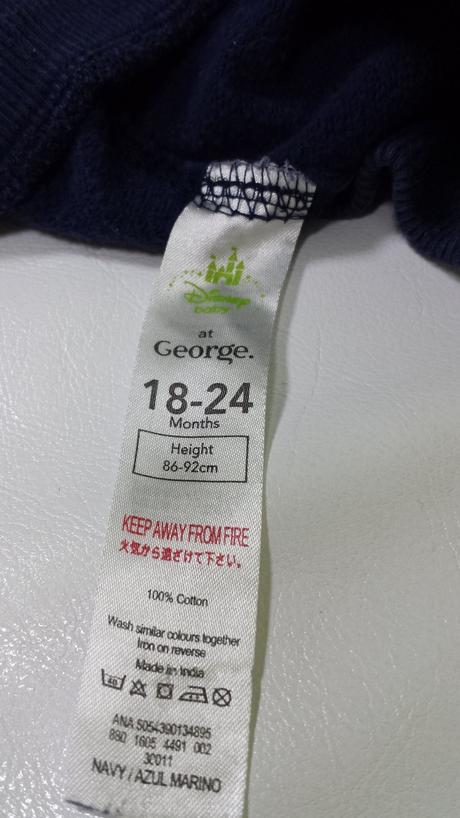 Disney
baby
at
George.
18-24
Months
Height
86-92cm
KEEP AWAY FROM FIRE
火気から遠ざけて下さい。
100% Cotton
Wash similar colours together
Iron on reverse
Made in India
40
ANA 5054390134895
880 1605 4491 002
30011
NAVY / AZUL MARINO